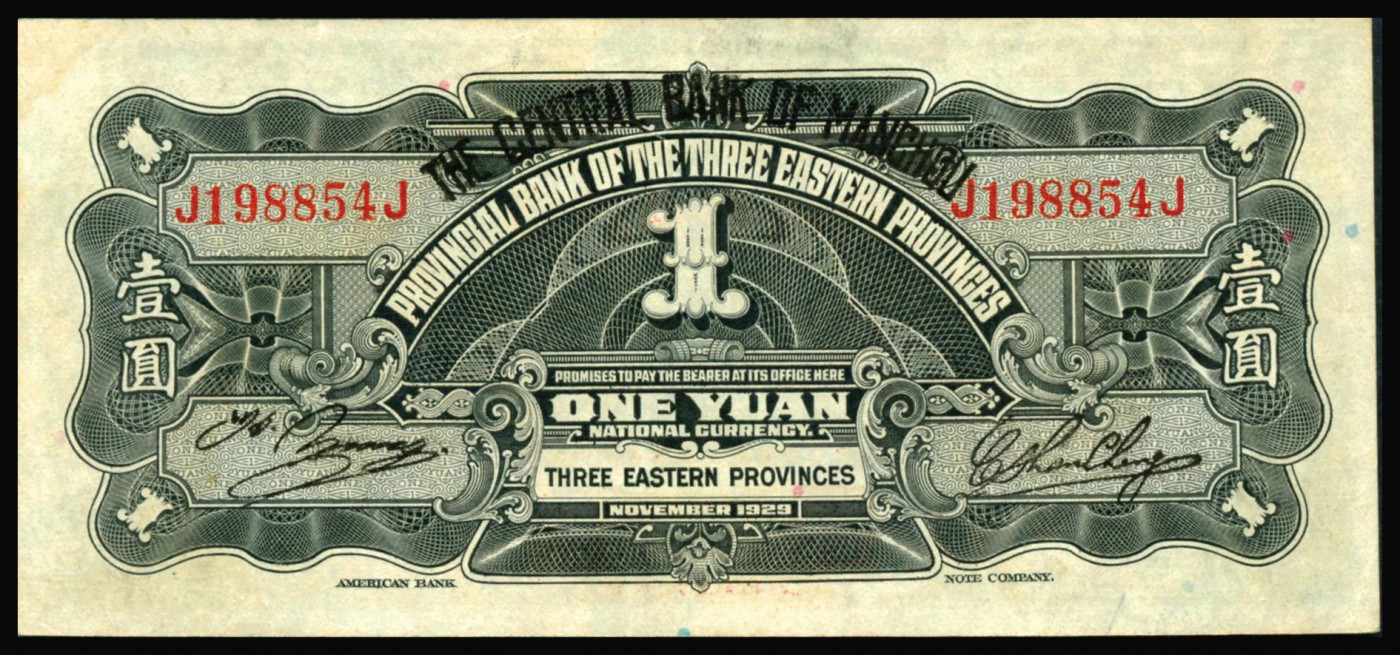 THE CENTRAL BANK OF MANCHOU
PROVINCIAL BANK OF THE THREE EASTERN PROVINCES
J198854J
J198854J
1
壹圓
壹圓
PROMISES TO PAY THE BEARER AT ITS OFFICE HERE
ONE YUAN
NATIONAL CURRENCY.
THREE EASTERN PROVINCES
NOVEMBER 1929
AMERICAN BANK NOTE COMPANY.